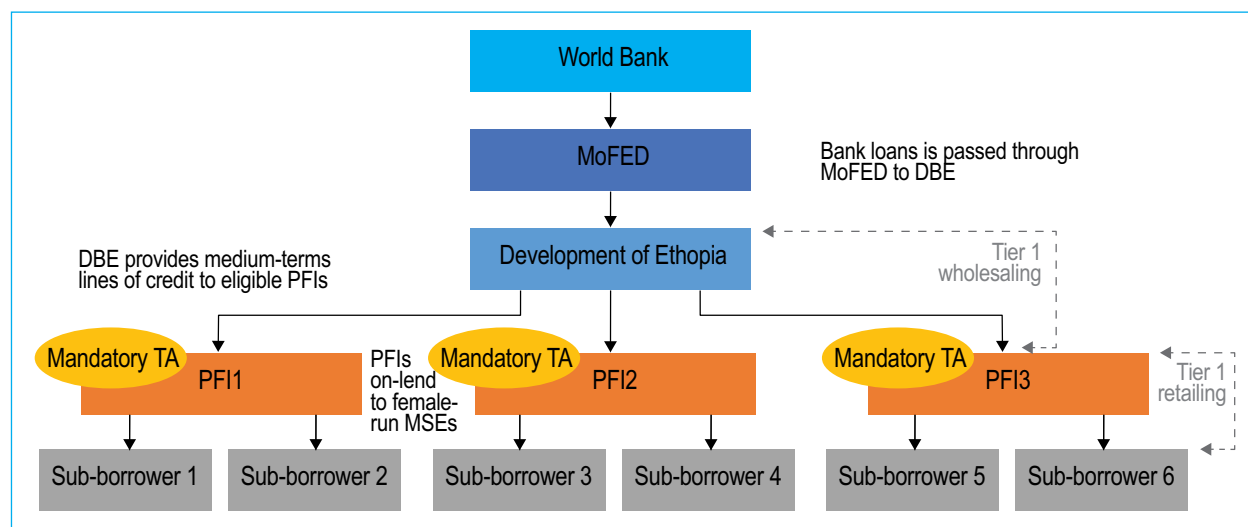 World Bank
MoFED
Bank loans is passed through
MoFED to DBE
Development of Ethopia
Tier 1
wholesaling
DBE provides medium-terms
lines of credit to eligible PFIs
Mandatory TA
PFI1
PFIs
on-lend
to female-
run MSEs
Mandatory TA
PFI2
Mandatory TA
PFI3
Tier 1
retailing
Sub-borrower 1
Sub-borrower 2
Sub-borrower 3
Sub-borrower 4
Sub-borrower 5
Sub-borrower 6